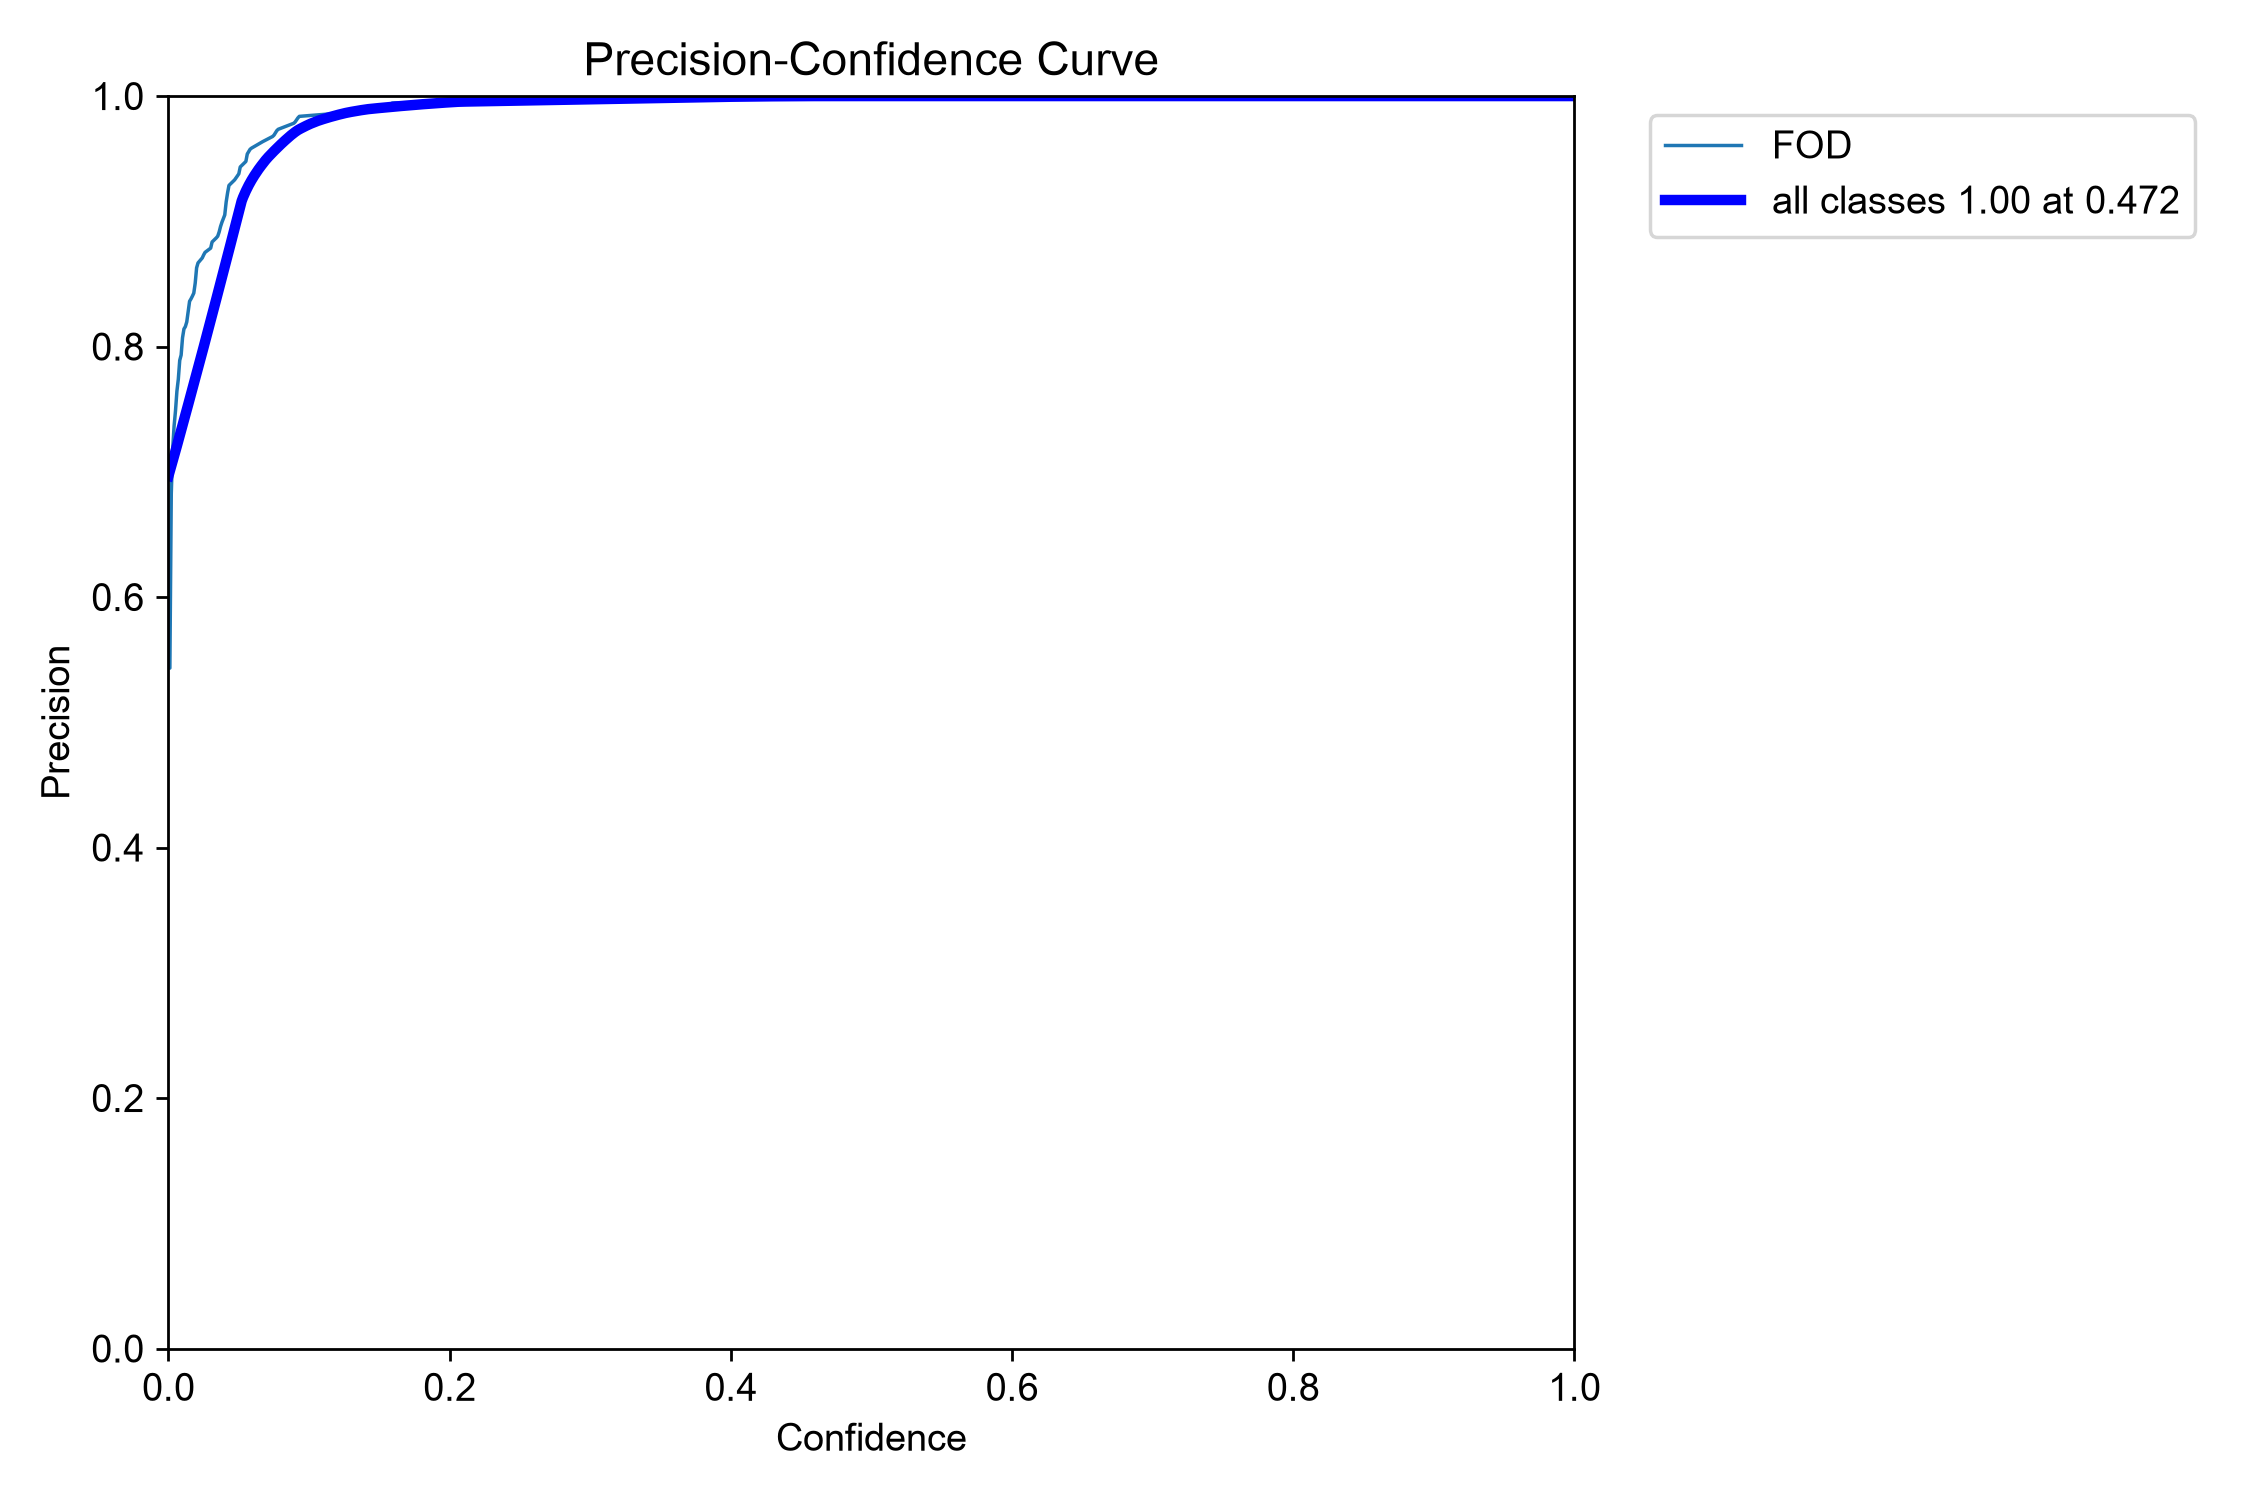 Precision-Confidence Curve
1.0
0.8
0.6
0.4
0.2
0.0
Precision
0.0 0.2 0.4 0.6 0.8 1.0
Confidence
FOD
all classes 1.00 at 0.472